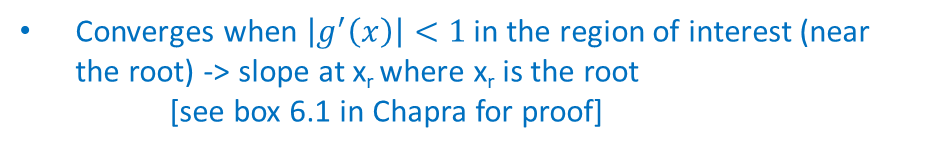 • Converges when |g′(x)| < 1 in the region of interest (near
the root) -> slope at xᵣ where xᵣ is the root
[see box 6.1 in Chapra for proof]